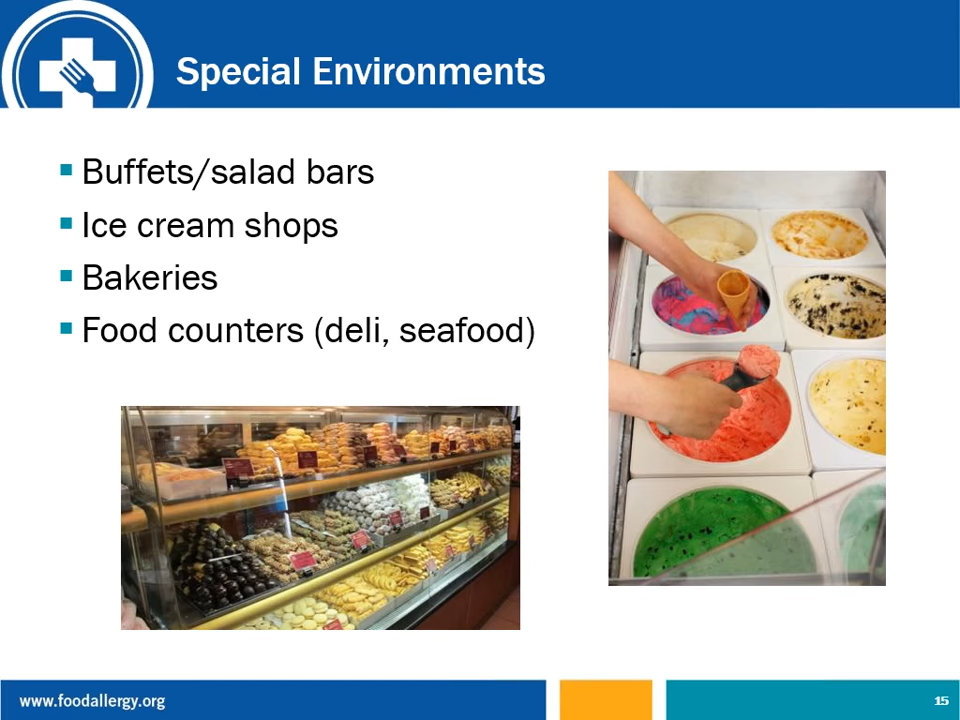 Special Environments
Buffets/salad bars
Ice cream shops
Bakeries
Food counters (deli, seafood)
www.foodallergy.org
15